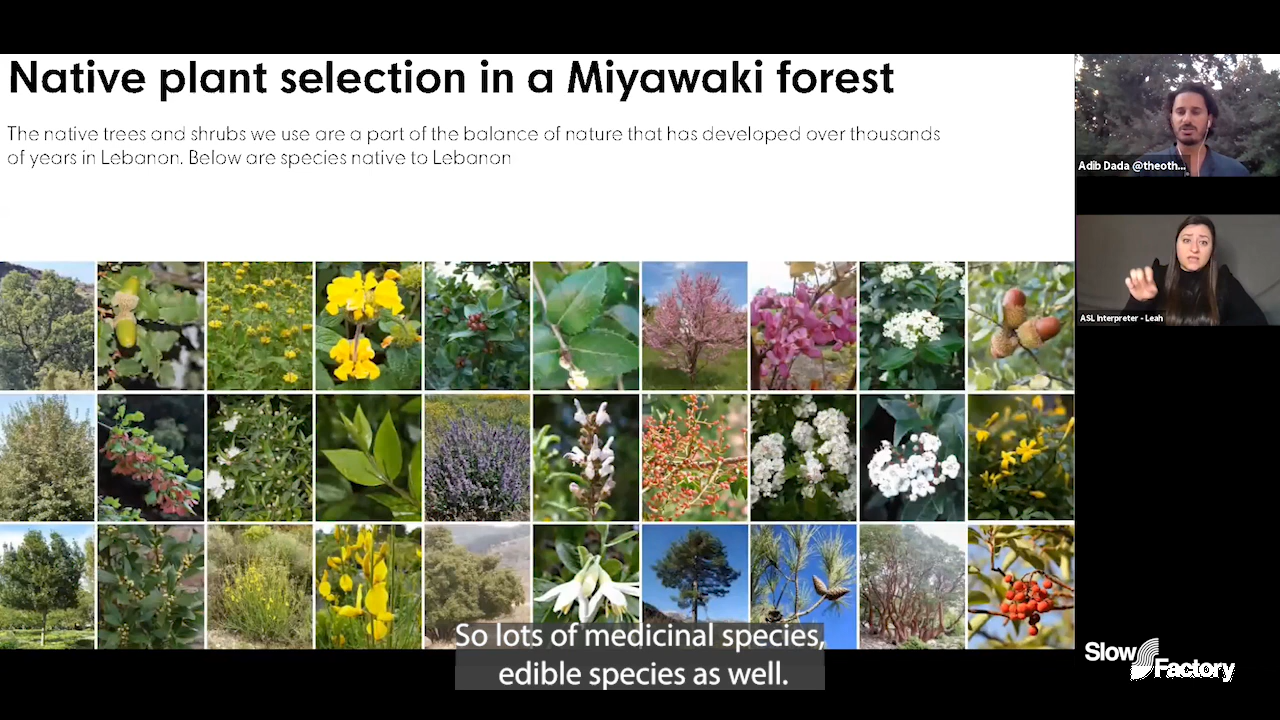 Native plant selection in a Miyawaki forest
The native trees and shrubs we use are a part of the balance of nature that has developed over thousands
of years in Lebanon. Below are species native to Lebanon
Adib Dada @theoth...
ASL Interpreter - Leah
So lots of medicinal species,
edible species as well.
Slow
Factory